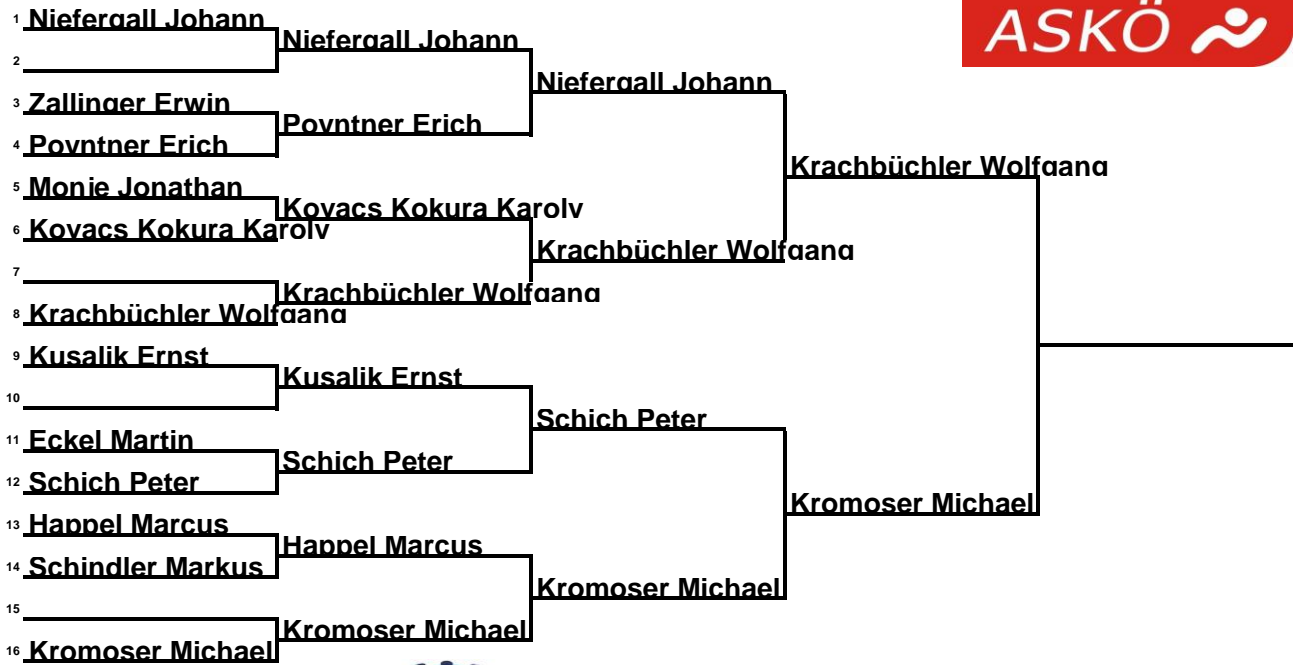 1 Niefergall Johann
2
3 Zallinger Erwin
4 Poyntner Erich
5 Monje Jonathan
6 Kovacs Kokura Karoly
7
8 Krachbüchler Wolfgang
9 Kusalik Ernst
10
11 Eckel Martin
12 Schich Peter
13 Happel Marcus
14 Schindler Markus
15
16 Kromoser Michael
Niefergall Johann
Poyntner Erich
Kovacs Kokura Karoly
Krachbüchler Wolfgang
Kusalik Ernst
Schich Peter
Happel Marcus
Kromoser Michael
Niefergall Johann
Krachbüchler Wolfgang
Schich Peter
Kromoser Michael
Krachbüchler Wolfgang
Kromoser Michael
ASKÖ